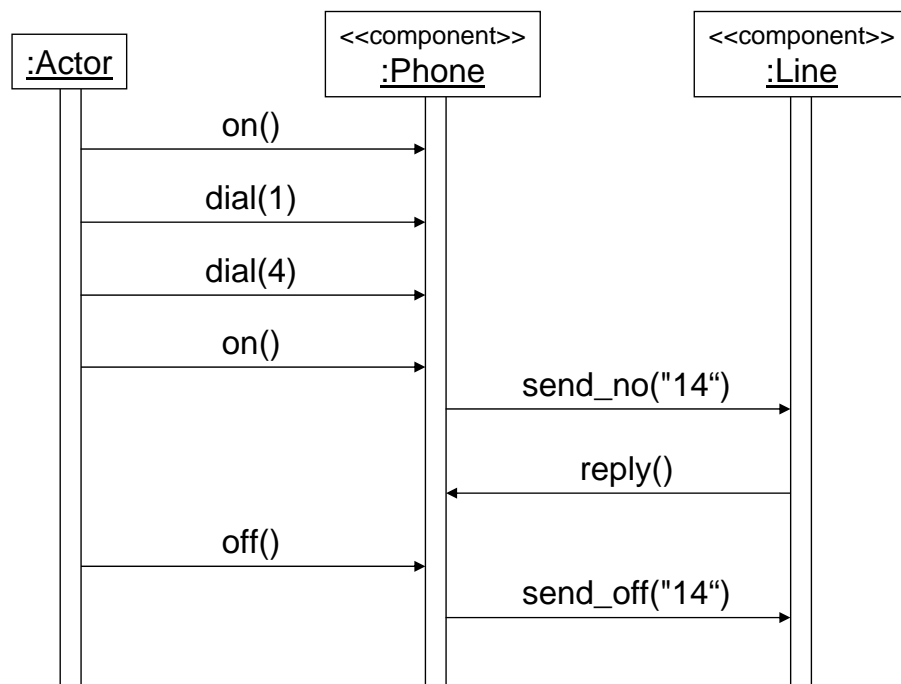 :Actor
<<component>>
:Phone
<<component>>
:Line
on()
dial(1)
dial(4)
on()
send_no("14“)
reply()
off()
send_off("14“)